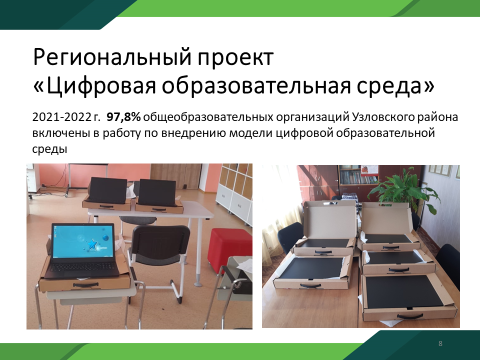 Региональный проект
«Цифровая образовательная среда»
2021-2022 г. 97,8% общеобразовательных организаций Узловского района
включены в работу по внедрению модели цифровой образовательной
среды
8